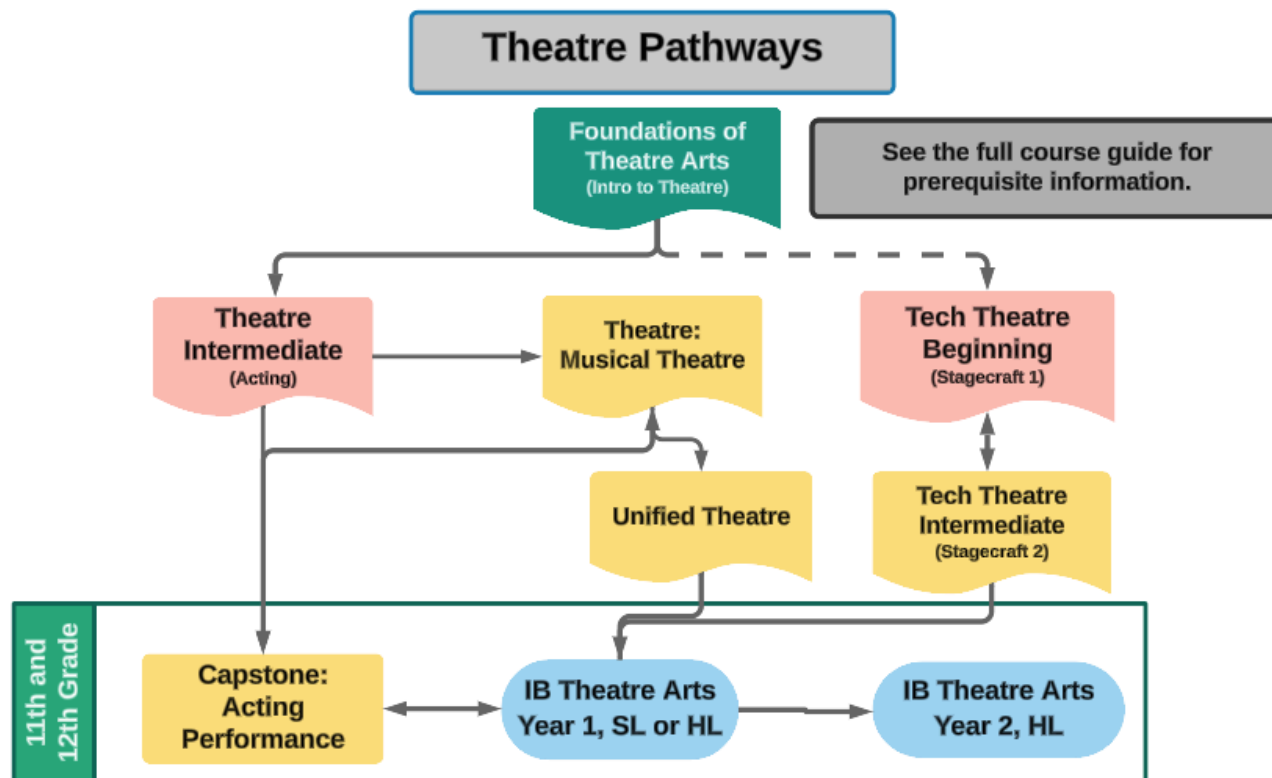 Theatre Pathways
Foundations of
Theatre Arts
(Intro to Theatre)
See the full course guide for
prerequisite information.
Theatre
Intermediate
(Acting)
Theatre:
Musical Theatre
Tech Theatre
Beginning
(Stagecraft 1)
Unified Theatre
Tech Theatre
Intermediate
(Stagecraft 2)
11th and
12th Grade
Capstone:
Acting
Performance
IB Theatre Arts
Year 1, SL or HL
IB Theatre Arts
Year 2, HL